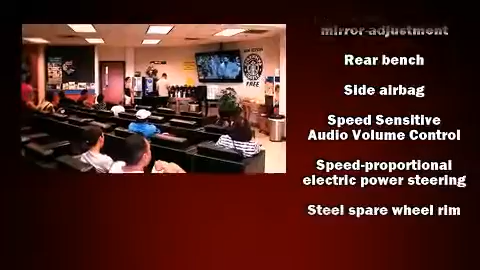 mirror-adjustment
Rear bench
Side airbag
Speed Sensitive
Audio Volume Control
Speed-proportional
electric power steering
Steel spare wheel rim
FREE